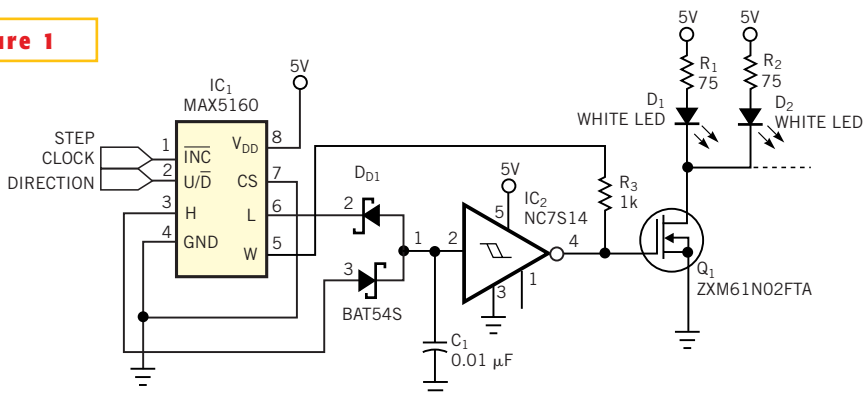 ure 1
IC1
MAX5160
5V
STEP
CLOCK
DIRECTION
1
2
3
4
INC
U/D
H
GND
VDD
CS
L
W
8
7
6
5
DD1
2
3
1
BAT54S
C1
0.01 µF
5V
5
IC2
NC7S14
2
4
3
1
R3
1k
5V
R1
75
D1
WHITE LED
5V
R2
75
D2
WHITE LED
Q1
ZXM61N02FTA